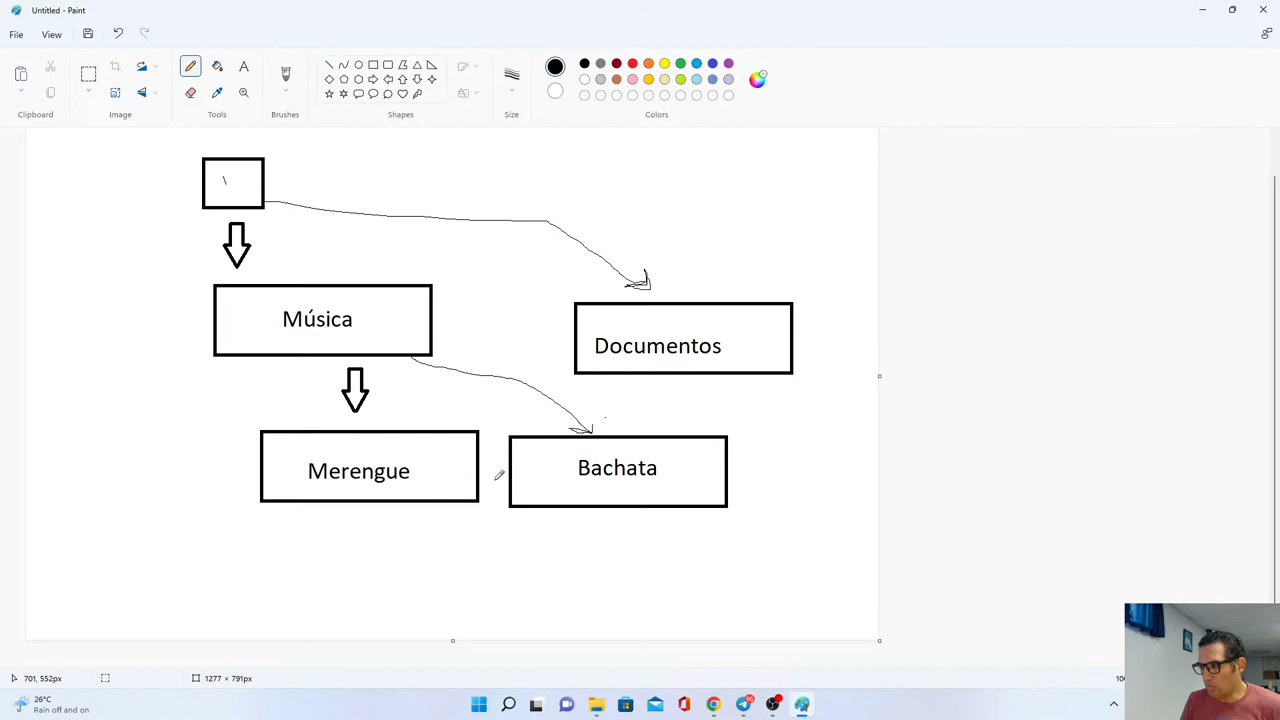 Untitled - Paint
File
View
Clipboard
Image
Tools
Brushes
Shapes
Size
Colors
\
Música
Documentos
Merengue
Bachata
701, 552px
1277 × 791px
26°C
Rain off and on